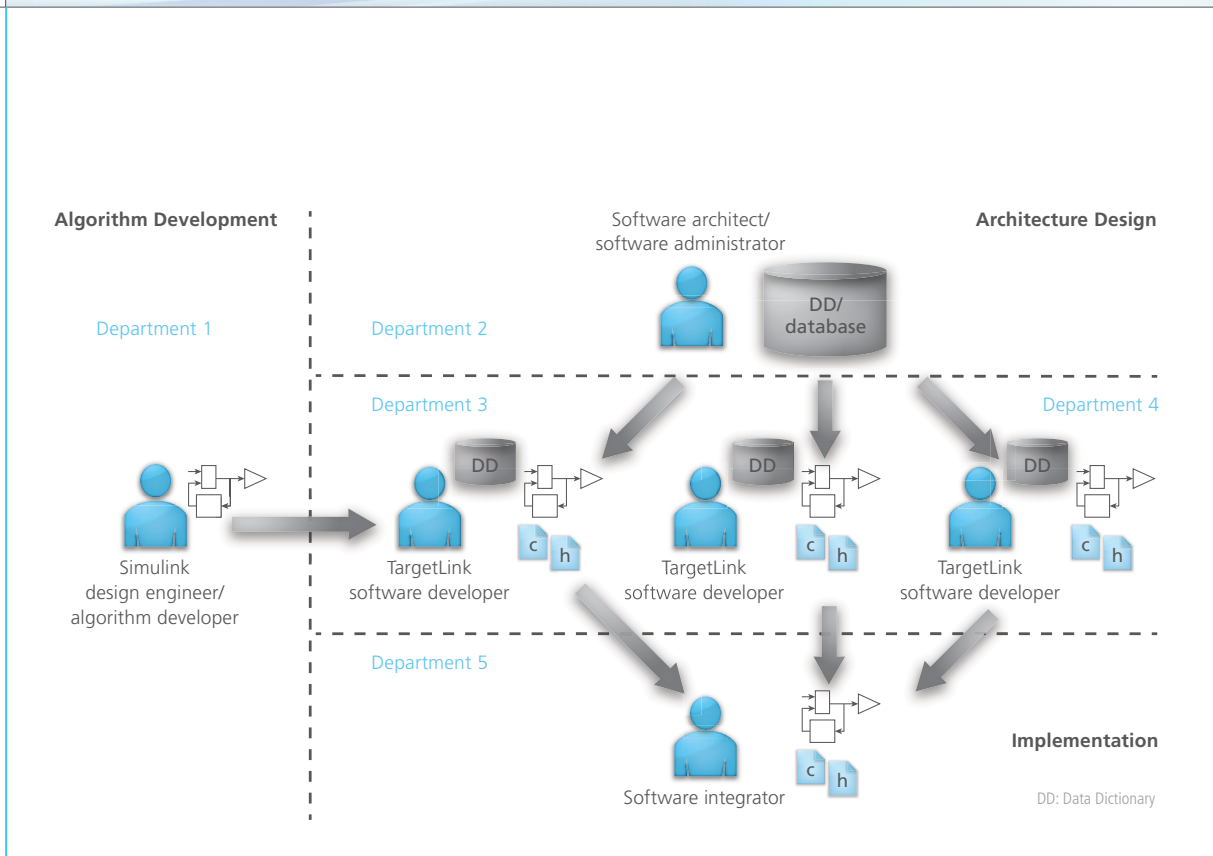 Algorithm Development
Software architect/
software administrator
Architecture Design
DD/
database
Department 1
Department 2
Department 3
Department 4
DD
DD
DD
c
h
c
h
c
h
Simulink
design engineer/
algorithm developer
TargetLink
software developer
TargetLink
software developer
TargetLink
software developer
Department 5
Implementation
c
h
Software integrator
DD: Data Dictionary